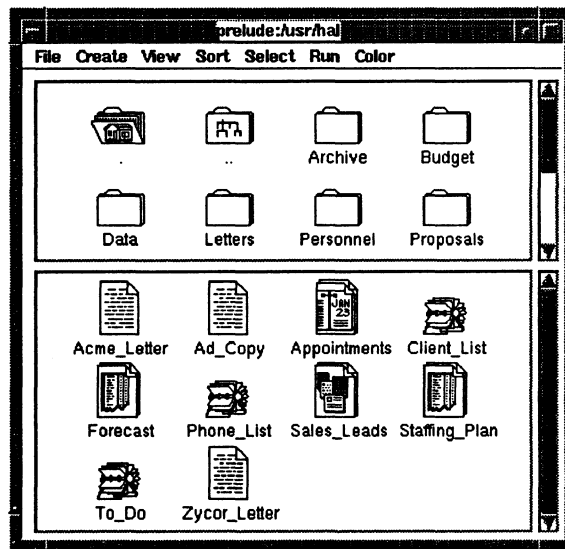 prelude:/usr/hal
File Create View Sort Select Run Color
. .. Archive Budget
Data Letters Personnel Proposals
JAN
23
Acme_Letter Ad_Copy Appointments Client_List
Forecast Phone_List Sales_Leads Staffing_Plan
To_Do Zycor_Letter